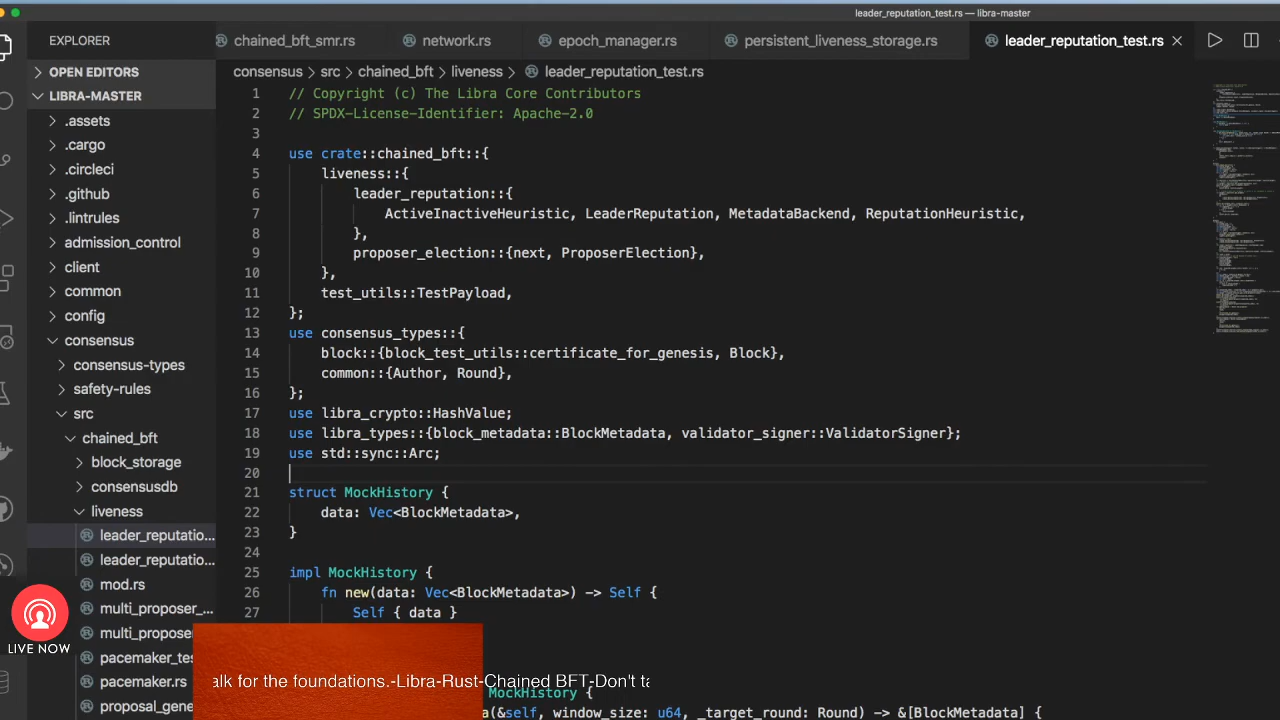 leader_reputation_test.rs — libra-master
EXPLORER
chained_bft_smr.rs
network.rs
epoch_manager.rs
persistent_liveness_storage.rs
leader_reputation_test.rs
OPEN EDITORS
LIBRA-MASTER
.assets
.cargo
.circleci
.github
.lintrules
admission_control
client
common
config
consensus
consensus-types
safety-rules
src
chained_bft
block_storage
consensusdb
liveness
leader_reputatio...
leader_reputatio...
mod.rs
multi_proposer_...
multi_proposer
pacemaker_tes
pacemaker.rs
proposal_gene
consensus > src > chained_bft > liveness > leader_reputation_test.rs
1 // Copyright (c) The Libra Core Contributors
2 // SPDX-License-Identifier: Apache-2.0
3
4 use crate::chained_bft::{
5 liveness::{
6 leader_reputation::{
7 ActiveInactiveHeuristic, LeaderReputation, MetadataBackend, ReputationHeuristic,
8 },
9 proposer_election::{next, ProposerElection},
10 },
11 test_utils::TestPayload,
12 };
13 use consensus_types::{
14 block::{block_test_utils::certificate_for_genesis, Block},
15 common::{Author, Round},
16 };
17 use libra_crypto::HashValue;
18 use libra_types::{block_metadata::BlockMetadata, validator_signer::ValidatorSigner};
19 use std::sync::Arc;
20
21 struct MockHistory {
22 data: Vec<BlockMetadata>,
23 }
24
25 impl MockHistory {
26 fn new(data: Vec<BlockMetadata>) -> Self {
27 Self { data }
MockHistory {
(&self, window_size: u64, _target_round: Round) -> &[BlockMetadata] {
LIVE NOW
alk for the foundations.-Libra-Rust-Chained BFT-Don't ta